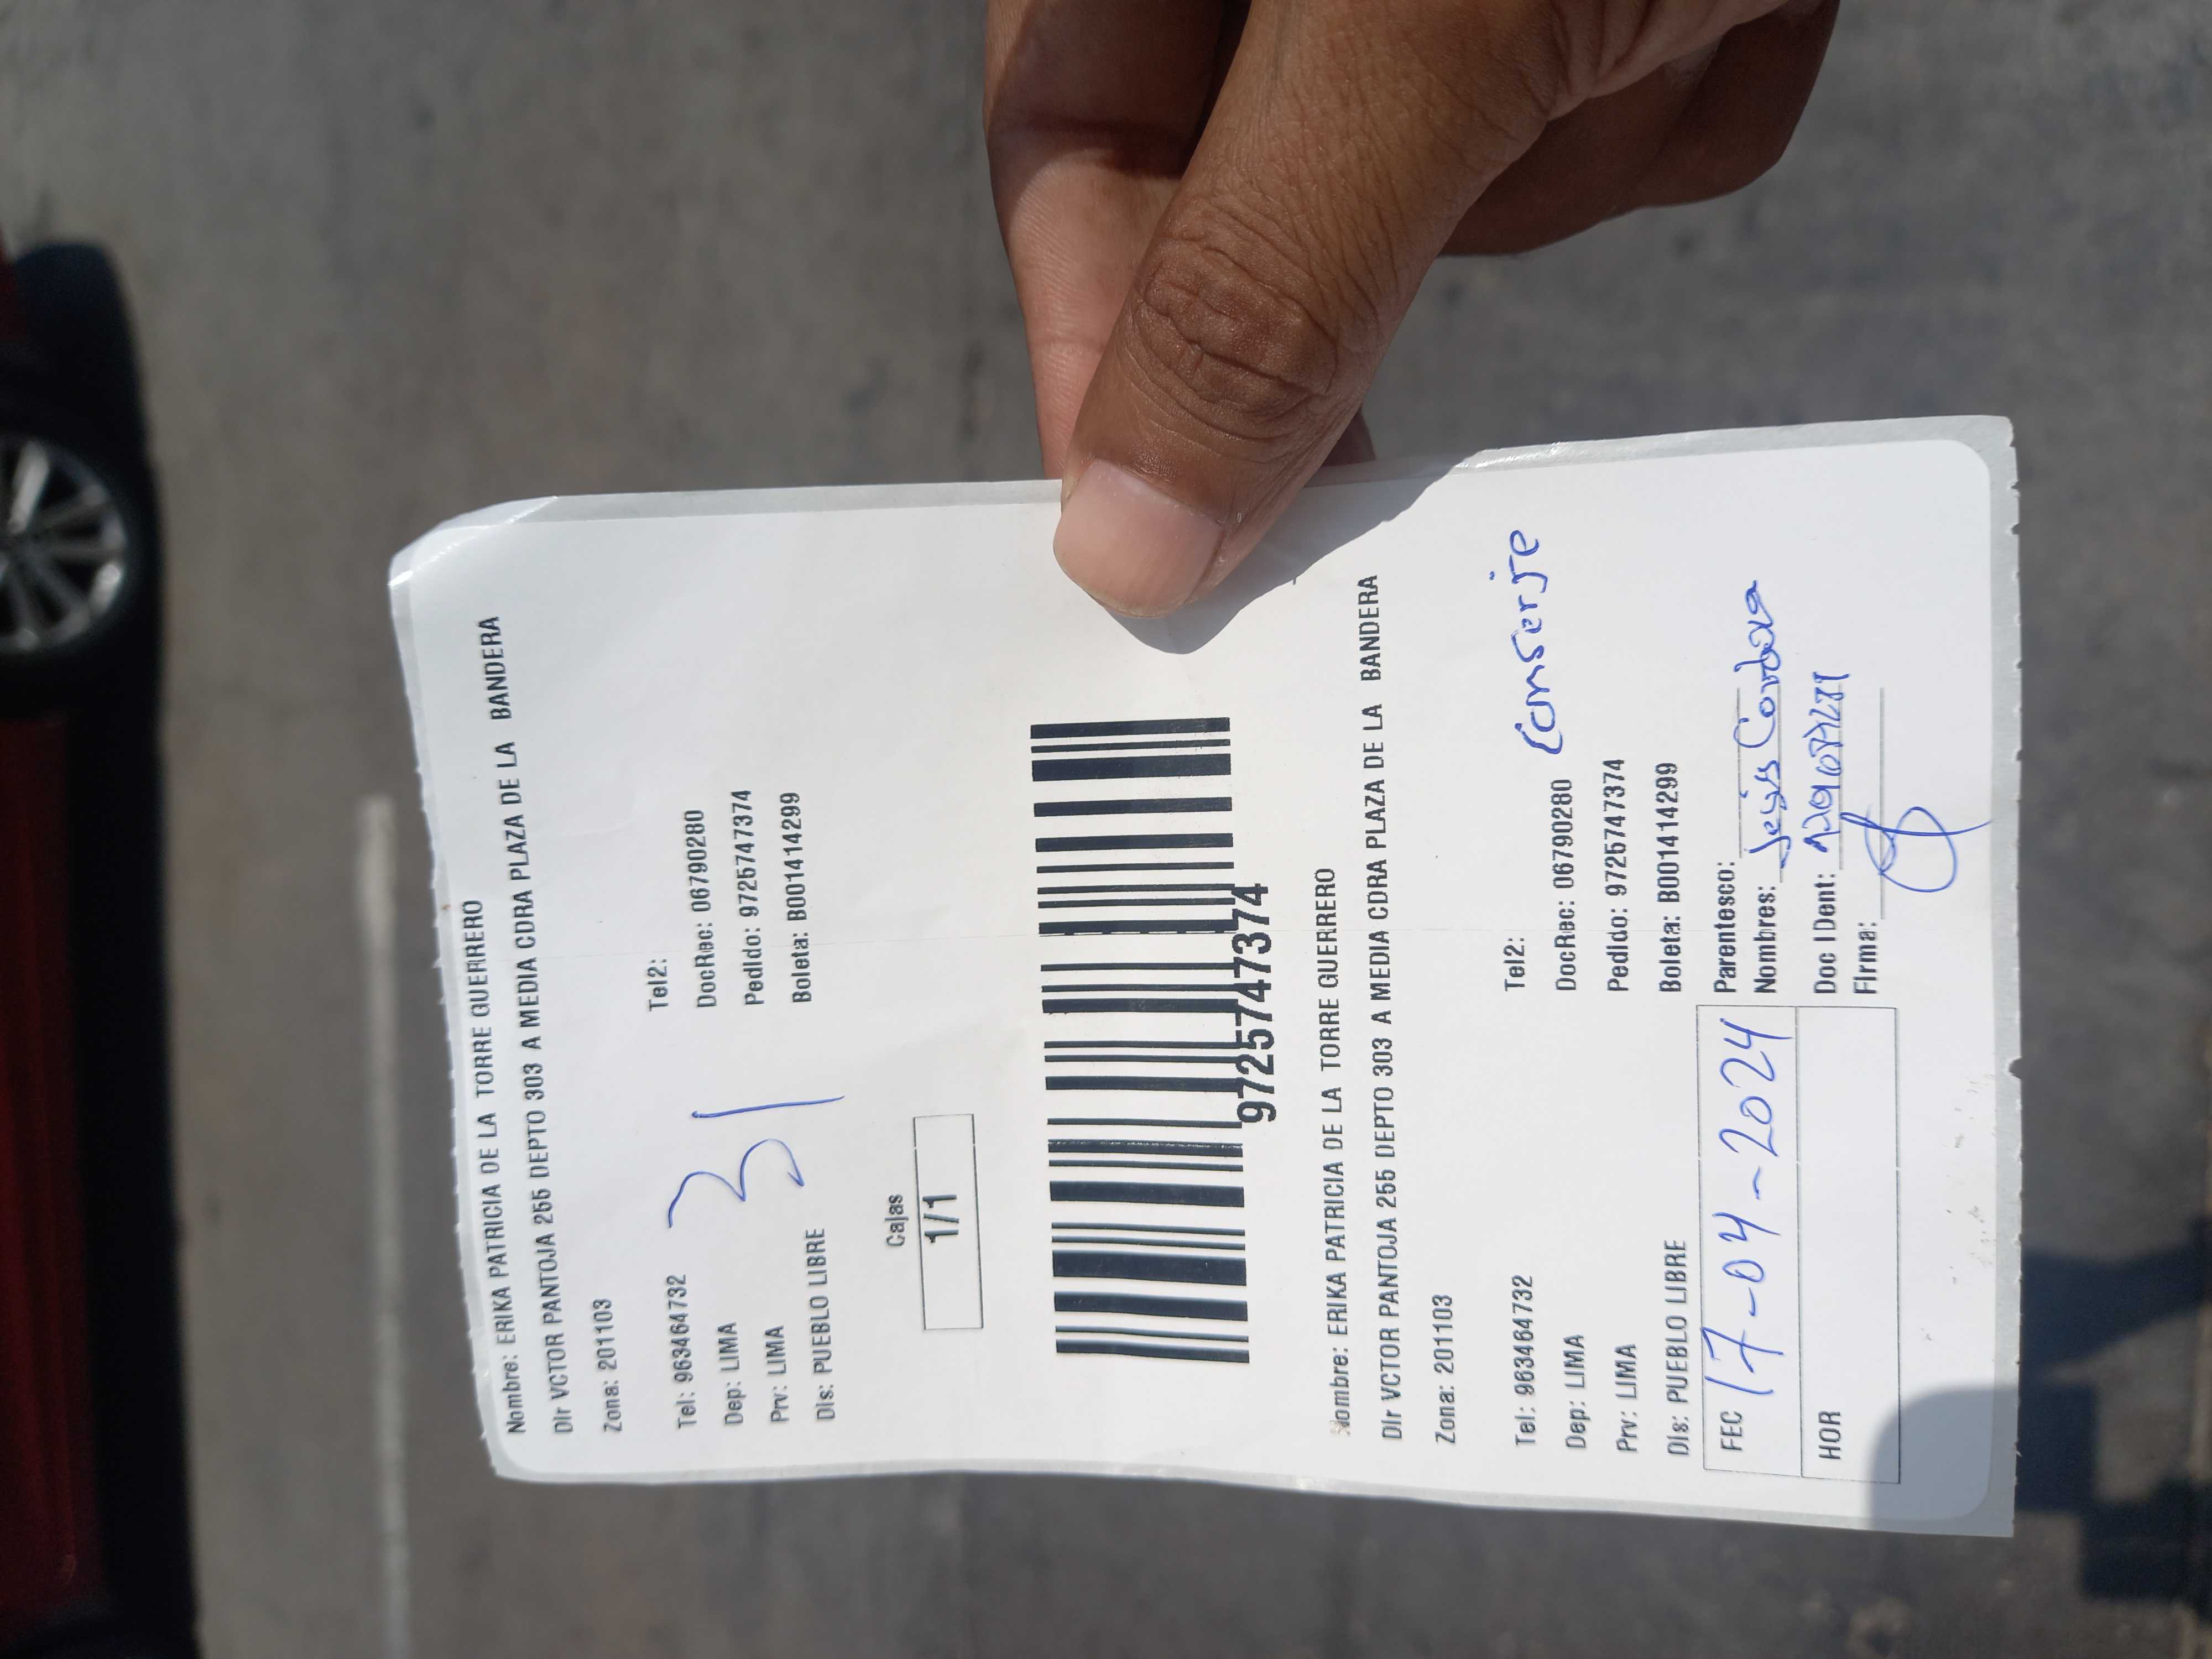 Nombre: ERIKA PATRICIA DE LA TORRE GUERRERO
Dir VCTOR PANTOJA 255 DEPTO 303 A MEDIA CDRA PLAZA DE LA BANDERA
Zona: 201103
Tel: 963464732 Tel2:
Dep: LIMA DocRec: 06790280
Prv: LIMA Pedido: 9725747374
Dis: PUEBLO LIBRE Boleta: B001414299
31
Cajas
1/1
9725747374
Nombre: ERIKA PATRICIA DE LA TORRE GUERRERO
Dir VCTOR PANTOJA 255 DEPTO 303 A MEDIA CDRA PLAZA DE LA BANDERA
Zona: 201103
Tel: 963464732 Tel2: Conserje
Dep: LIMA DocRec: 06790280
Prv: LIMA Pedido: 9725747374
Dis: PUEBLO LIBRE Boleta: B001414299
FEC 17-04-2024 Parentesco:
Nombres: Jesús Cordova
HOR Doc IDent:
Firma: